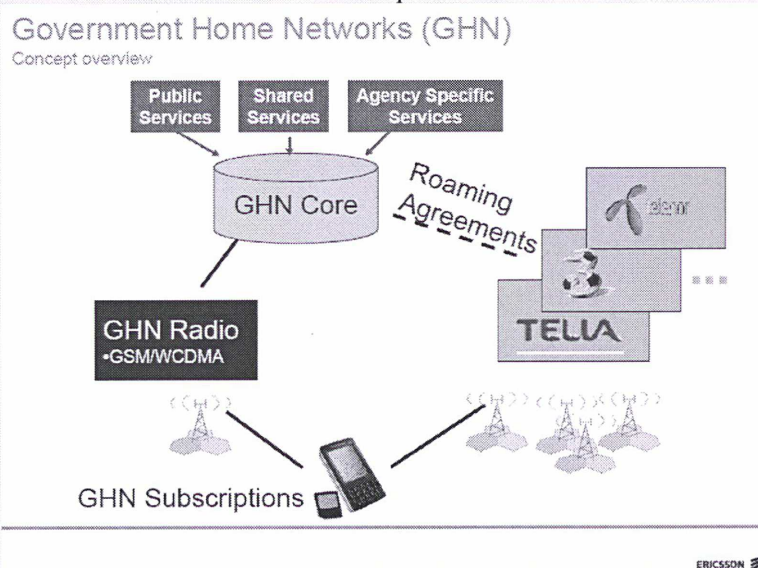 Government Home Networks (GHN)
Concept overview
Public
Services
Shared
Services
Agency Specific
Services
GHN Core
Roaming
Agreements
telenor
3
TELIA
GHN Radio
•GSM/WCDMA
GHN Subscriptions
ERICSSON